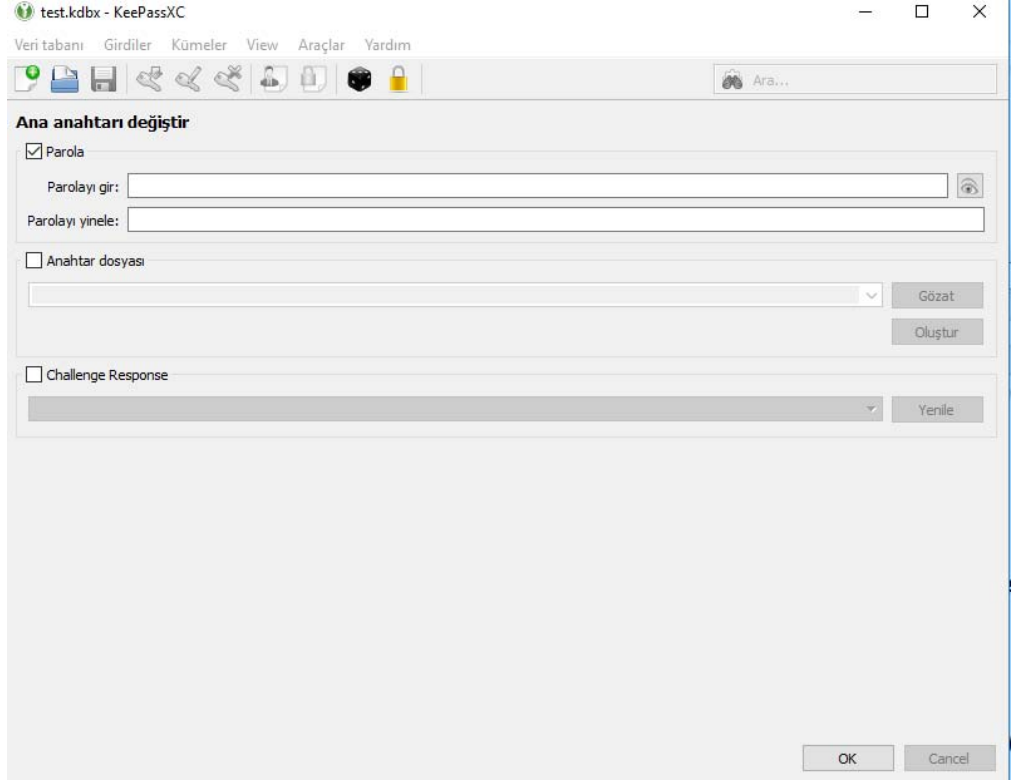 test.kdbx - KeePassXC
Veri tabanı Girdiler Kümeler View Araçlar Yardım
Ara...
Ana anahtarı değiştir
Parola
Parolayı gir:
Parolayı yinele:
Anahtar dosyası
Gözat
Oluştur
Challenge Response
Yenile
OK Cancel